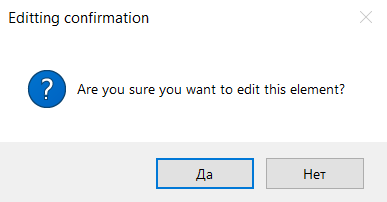 Editting confirmation
Are you sure you want to edit this element?
Да
Нет